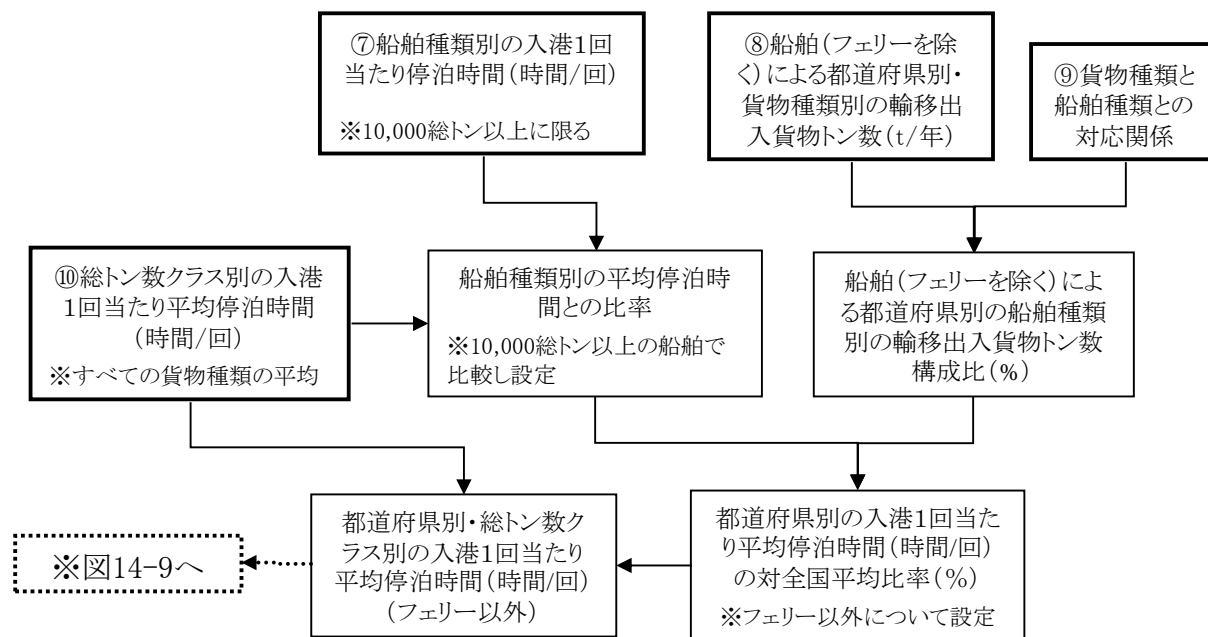 ⑦船舶種類別の入港1回
当たり停泊時間(時間/回)
※10,000総トン以上に限る
⑧船舶(フェリーを除
く)による都道府県別・
貨物種類別の輸移出
入貨物トン数(t/年)
⑨貨物種類と
船舶種類との
対応関係
⑩総トン数クラス別の入港
1回当たり平均停泊時間
(時間/回)
※すべての貨物種類の平均
船舶種類別の平均停泊時
間との比率
※10,000総トン以上の船舶で
比較し設定
船舶(フェリーを除く)によ
る都道府県別の船舶種類
別の輸移出入貨物トン数
構成比(%)
※図14-9へ
都道府県別・総トン数ク
ラス別の入港1回当たり
平均停泊時間(時間/回)
(フェリー以外)
都道府県別の入港1回当た
り平均停泊時間(時間/回)
の対全国平均比率(%)
※フェリー以外について設定